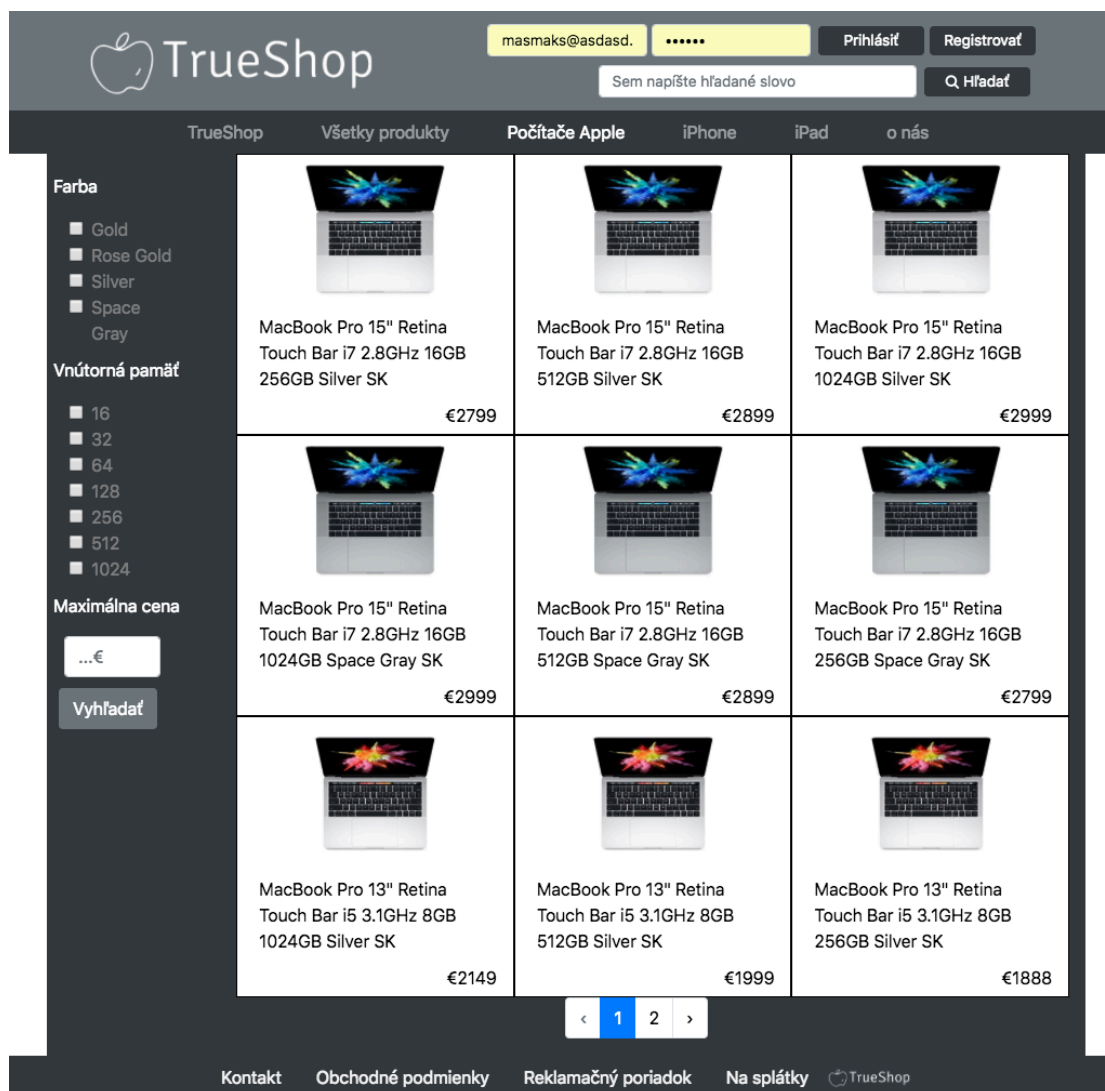 TrueShop
masmaks@asdasd. •••••• Prihlásiť Registrovať
Sem napíšte hľadané slovo Hľadať
TrueShop Všetky produkty Počítače Apple iPhone iPad o nás
Farba
Gold
Rose Gold
Silver
Space
Gray
Vnútorná pamäť
16
32
64
128
256
512
1024
Maximálna cena
...€
Vyhľadať
MacBook Pro 15" Retina
Touch Bar i7 2.8GHz 16GB
256GB Silver SK
€2799
MacBook Pro 15" Retina
Touch Bar i7 2.8GHz 16GB
512GB Silver SK
€2899
MacBook Pro 15" Retina
Touch Bar i7 2.8GHz 16GB
1024GB Silver SK
€2999
MacBook Pro 15" Retina
Touch Bar i7 2.8GHz 16GB
1024GB Space Gray SK
€2999
MacBook Pro 15" Retina
Touch Bar i7 2.8GHz 16GB
512GB Space Gray SK
€2899
MacBook Pro 15" Retina
Touch Bar i7 2.8GHz 16GB
256GB Space Gray SK
€2799
MacBook Pro 13" Retina
Touch Bar i5 3.1GHz 8GB
1024GB Silver SK
€2149
MacBook Pro 13" Retina
Touch Bar i5 3.1GHz 8GB
512GB Silver SK
€1999
MacBook Pro 13" Retina
Touch Bar i5 3.1GHz 8GB
256GB Silver SK
€1888
‹ 1 2 ›
Kontakt Obchodné podmienky Reklamačný poriadok Na splátky TrueShop